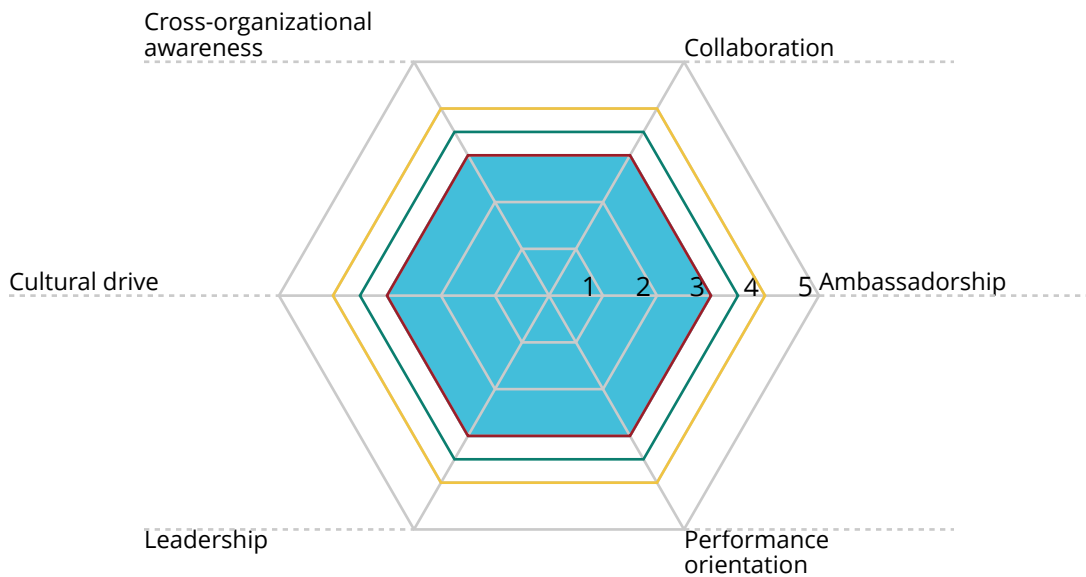 Cross-organizational
awareness
Collaboration
Cultural drive
1 2 3 4 5
Ambassadorship
Leadership
Performance
orientation